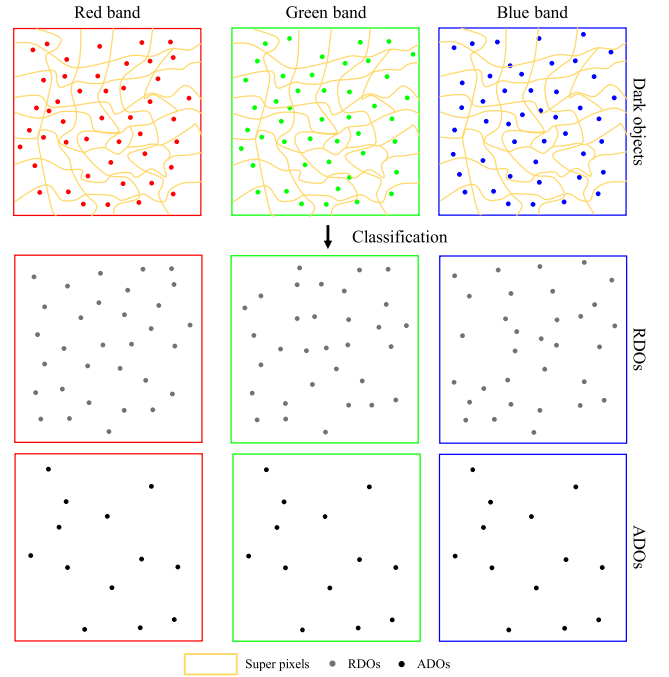 Red band
Green band
Blue band
Dark objects
Classification
RDOs
ADOs
Super pixels
RDOs
ADOs